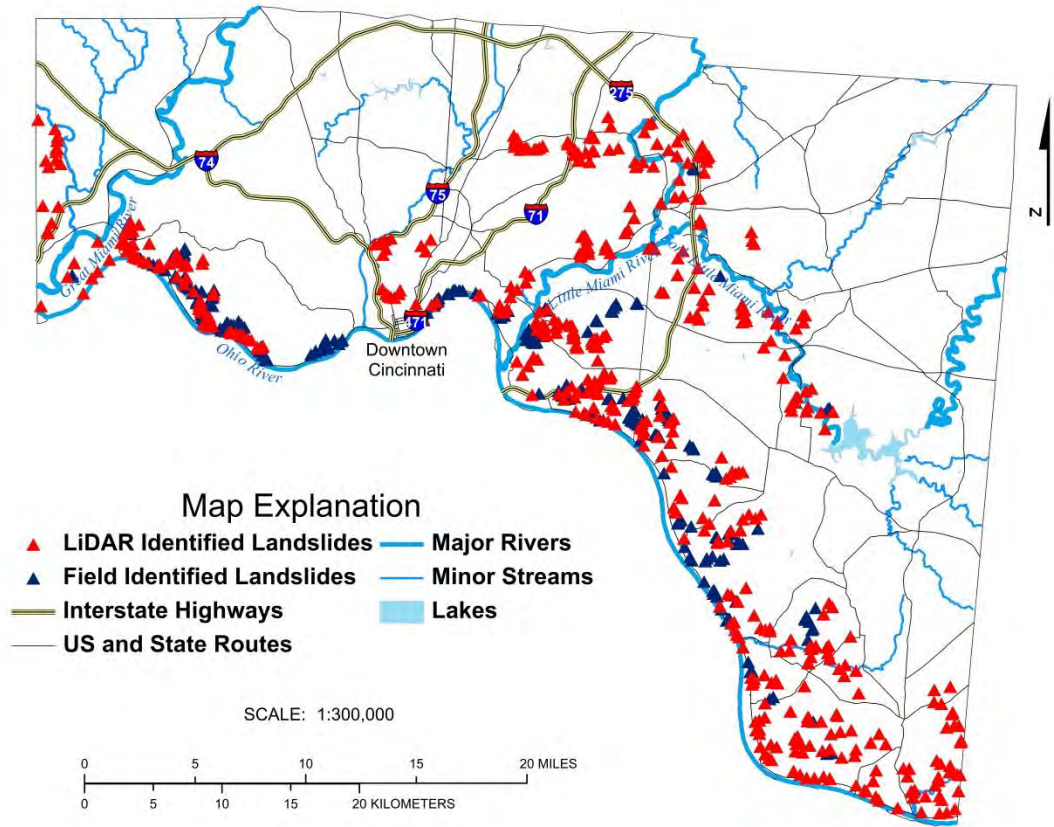 275
74
75
71
Great Miami River
Little Miami River
Little Miami River
471
Ohio River
Downtown
Cincinnati
N
Map Explanation
LiDAR Identified Landslides
Major Rivers
Field Identified Landslides
Minor Streams
Interstate Highways
Lakes
US and State Routes
SCALE: 1:300,000
0 5 10 20 MILES
0 5 10 15 20 KILOMETERS